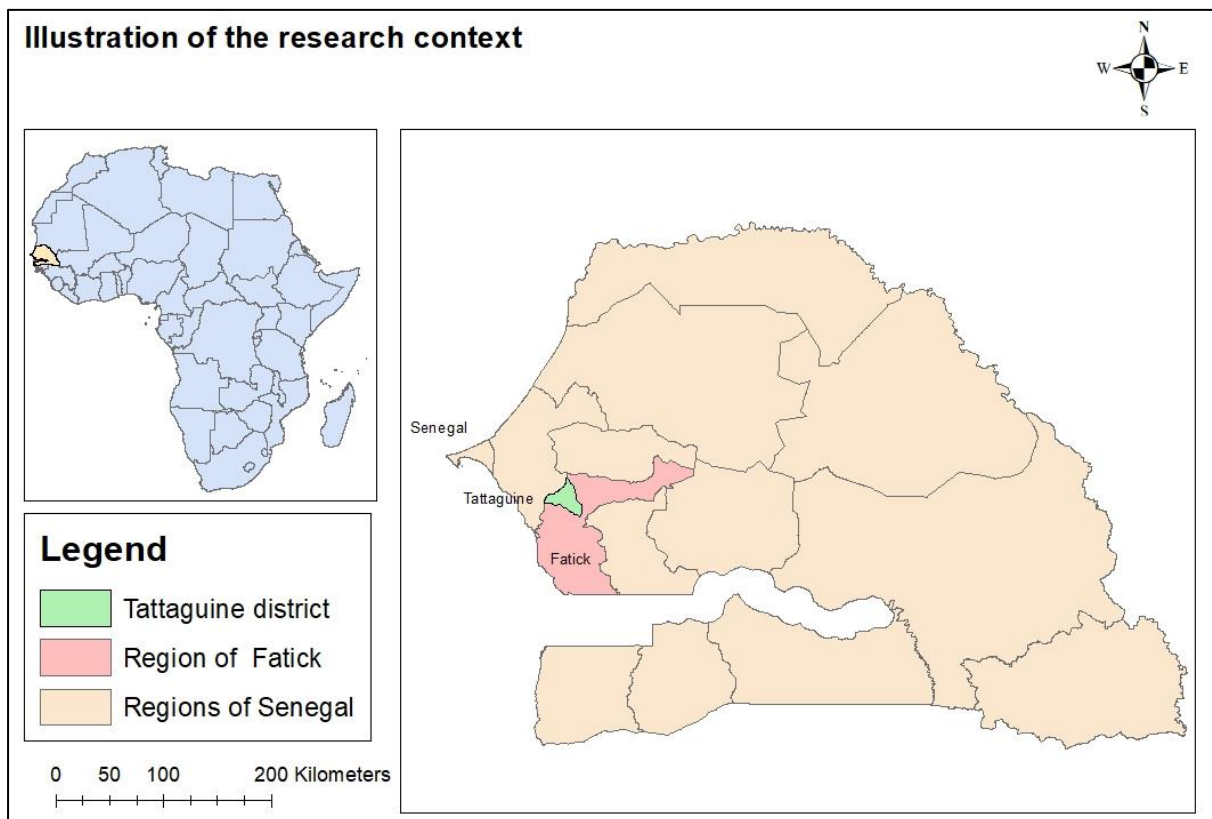 Illustration of the research context
N
W E
S
Senegal
Tattaguine
Fatick
Legend
Tattaguine district
Region of Fatick
Regions of Senegal
0 50 100 200 Kilometers